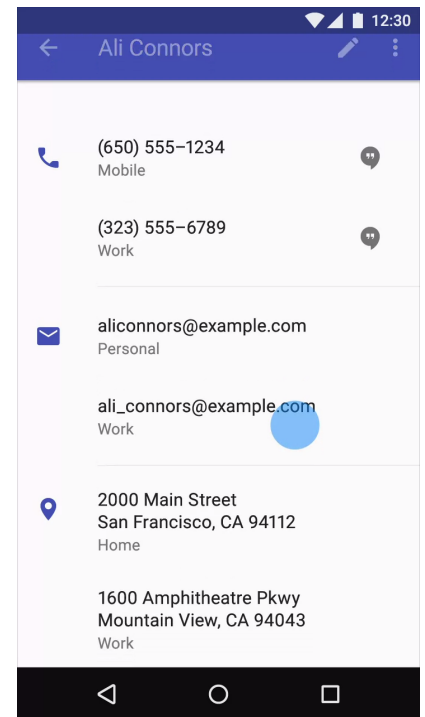 12:30
Ali Connors
(650) 555–1234
Mobile
(323) 555–6789
Work
aliconnors@example.com
Personal
ali_connors@example.com
Work
2000 Main Street
San Francisco, CA 94112
Home
1600 Amphitheatre Pkwy
Mountain View, CA 94043
Work